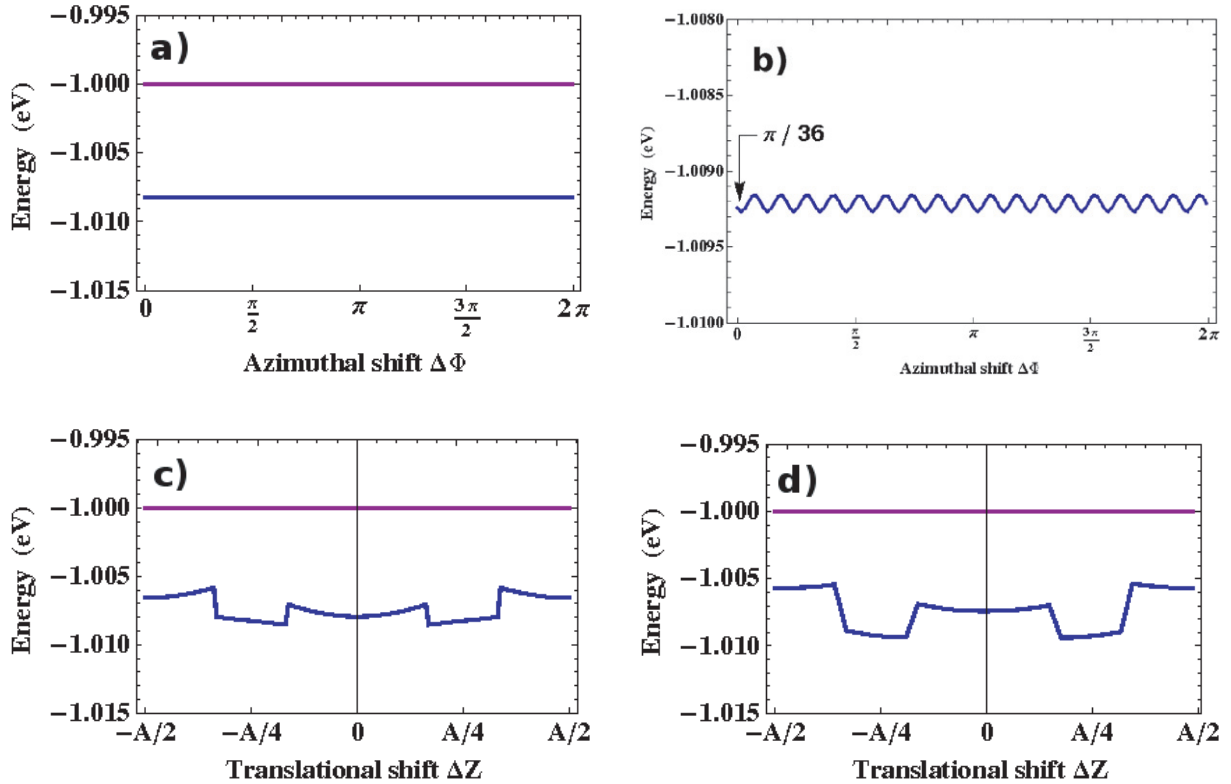 a)
−0.995
−1.000
−1.005
−1.010
−1.015
Energy (eV)
0 π/2 π 3π/2 2π
Azimuthal shift ΔΦ
b)
−1.0080
−1.0085
−1.0090
−1.0095
−1.0100
Energy (eV)
π / 36
0 π/2 π 3π/2 2π
Azimuthal shift ΔΦ
c)
−0.995
−1.000
−1.005
−1.010
−1.015
Energy (eV)
−A/2 −A/4 0 A/4 A/2
Translational shift ΔZ
d)
−0.995
−1.000
−1.005
−1.010
−1.015
Energy (eV)
−A/2 −A/4 0 A/4 A/2
Translational shift ΔZ